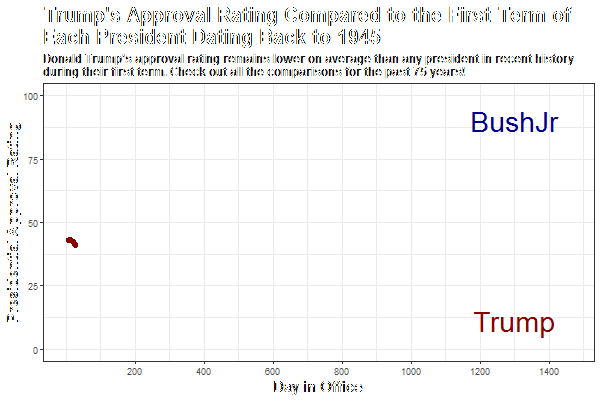 Trump's Approval Rating Compared to the First Term of
Each President Dating Back to 1945
Donald Trump's approval rating remains lower on average than any president in recent history
during their first term. Check out all the comparisons for the past 75 years!
Presidential Approval Rating
100
75
50
25
0
BushJr
Trump
200
400
600
800
1000
1200
1400
Day in Office